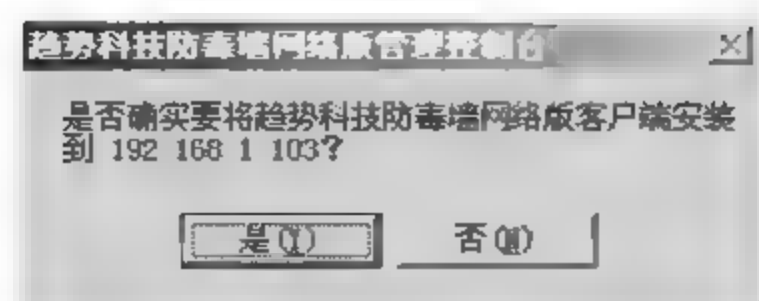 趋势科技防毒墙网络版管理控制台
是否确实要将趋势科技防毒墙网络版客户端安装
到 192 168 1 103?
是(Y) 否(N)